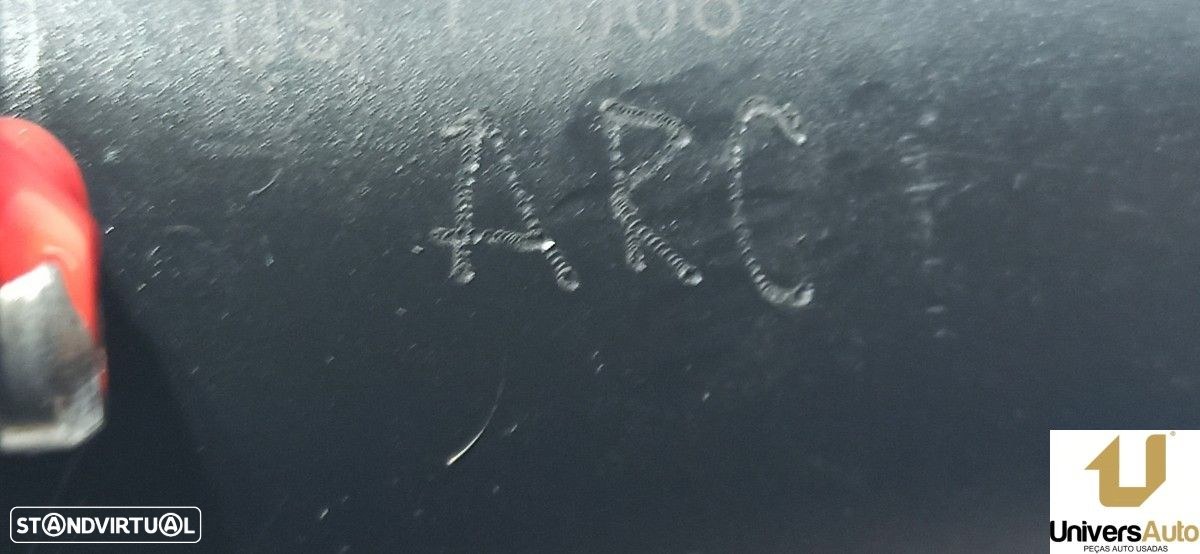 ARC
STANDVIRTUAL
UniversAuto
PEÇAS AUTO USADAS